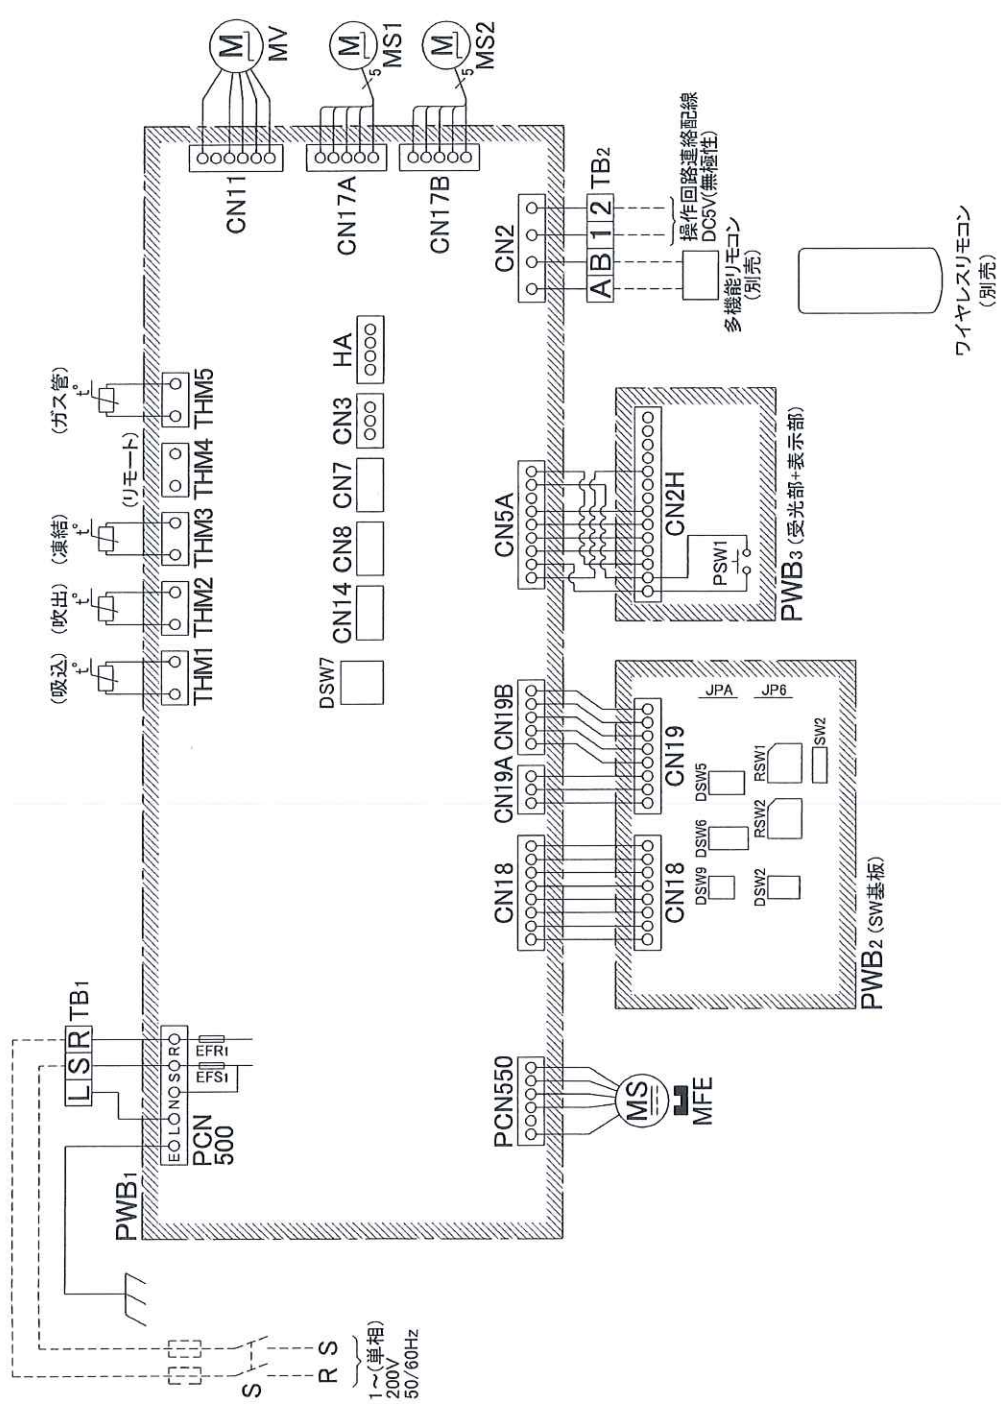 MV
MS1
MS2
M
M
M
5
5
CN11
CN17A
CN17B
(ガス管)
(リモート)
(凍結)
(吹出)
(吸込)
t°
t°
t°
t°
THM5
THM4
THM3
THM2
THM1
HA
CN3
CN7
CN8
CN14
DSW7
CN2
A B 1 2
TB2
操作回路連絡配線
DC5V(無極性)
多機能リモコン
(別売)
ワイヤレスリモコン
(別売)
CN5A
CN2H
PSW1
PWB3 (受光部+表示部)
CN19B
CN19A
CN18
CN19
CN18
JPA
JP6
DSW5
DSW6
DSW9
RSW1
RSW2
DSW2
SW2
PWB2 (SW基板)
TB1
L S R
E L N S R
EFR1
EFS1
PCN
500
PWB1
PCN550
MS
MFE
S
R S
1~(単相)
200V
50/60Hz